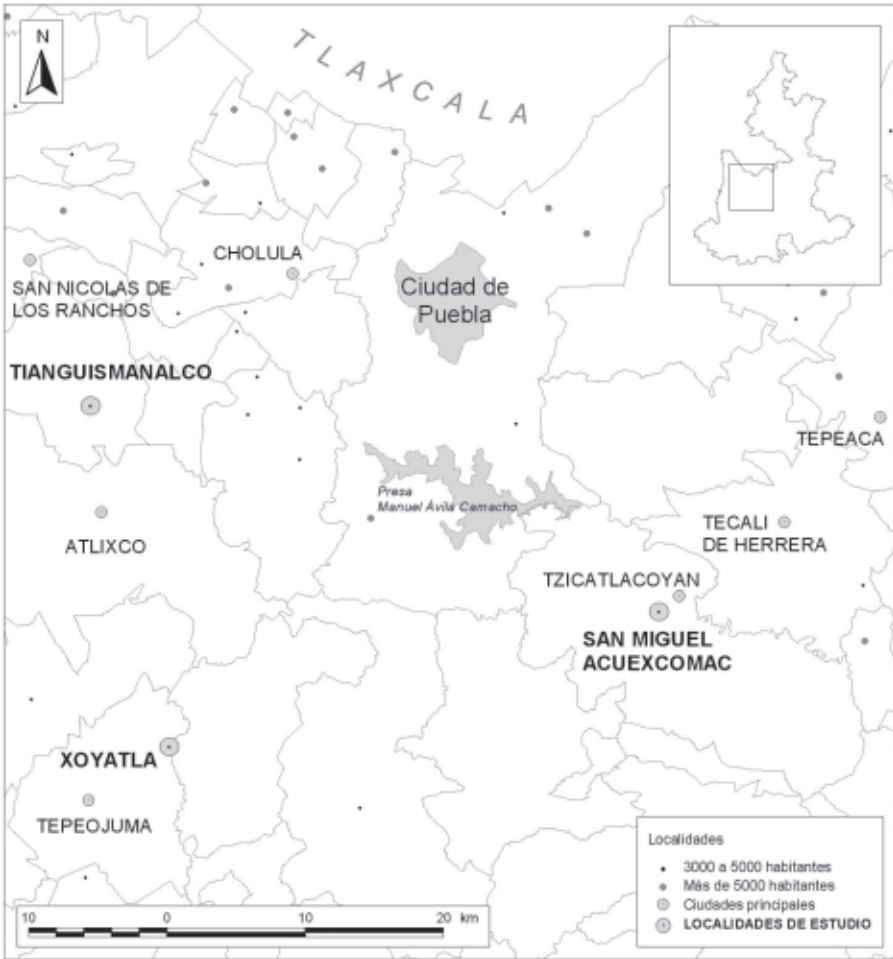 N
TLAXCALA
CHOLULA
SAN NICOLAS DE
LOS RANCHOS
Ciudad de
Puebla
TIANGUISMANALCO
TEPEACA
Presa
Manuel Ávila Camacho
ATLIXCO
TECALI
DE HERRERA
TZICATLACOYAN
SAN MIGUEL
ACUEXCOMAC
XOYATLA
TEPEOJUMA
Localidades
3000 a 5000 habitantes
Más de 5000 habitantes
Ciudades principales
LOCALIDADES DE ESTUDIO
10 0 10 20 km